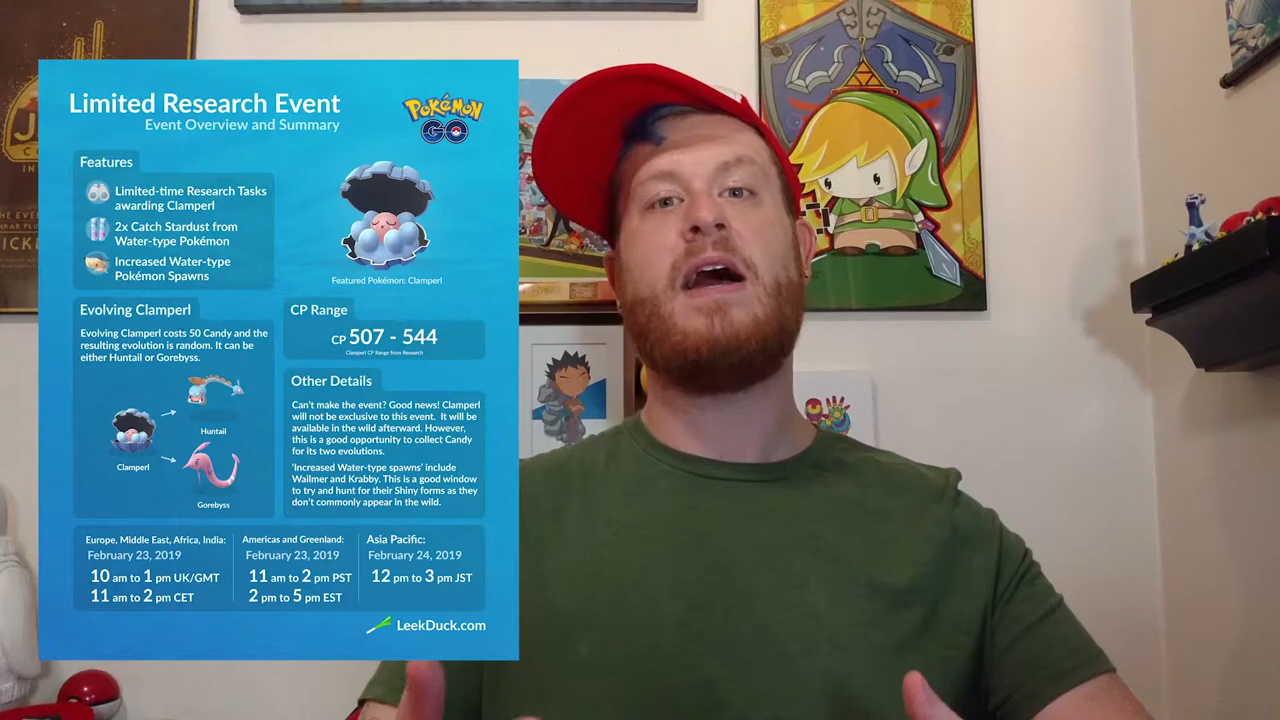 Limited Research Event
Event Overview and Summary
POKÉMON
GO
Features
Limited-time Research Tasks
awarding Clamperl
2x Catch Stardust from
Water-type Pokémon
Increased Water-type
Pokémon Spawns
Featured Pokémon: Clamperl
Evolving Clamperl
Evolving Clamperl costs 50 Candy and the
resulting evolution is random. It can be
either Huntail or Gorebyss.
Huntail
Clamperl
Gorebyss
CP Range
CP 507 - 544
Clamperl CP Range from Research
Other Details
Can't make the event? Good news! Clamperl
will not be exclusive to this event. It will be
available in the wild afterward. However,
this is a good opportunity to collect Candy
for its two evolutions.
'Increased Water-type spawns' include
Wailmer and Krabby. This is a good window
to try and hunt for their Shiny forms as they
don't commonly appear in the wild.
Europe, Middle East, Africa, India:
February 23, 2019
10 am to 1 pm UK/GMT
11 am to 2 pm CET
Americas and Greenland:
February 23, 2019
11 am to 2 pm PST
2 pm to 5 pm EST
Asia Pacific:
February 24, 2019
12 pm to 3 pm JST
LeekDuck.com